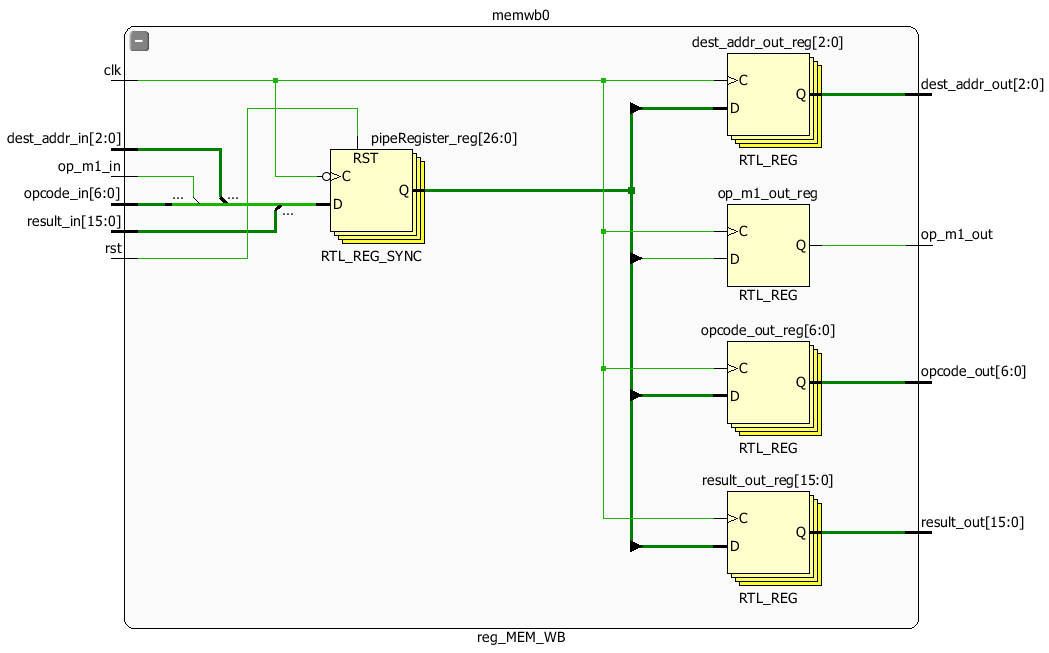 memwb0
dest_addr_out_reg[2:0]
clk
C
dest_addr_out[2:0]
Q
D
dest_addr_in[2:0]
pipeRegister_reg[26:0]
RTL_REG
op_m1_in
RST
...
...
C
opcode_in[6:0]
Q
op_m1_out_reg
D
...
result_in[15:0]
C
op_m1_out
rst
Q
RTL_REG_SYNC
D
RTL_REG
opcode_out_reg[6:0]
C
opcode_out[6:0]
Q
D
RTL_REG
result_out_reg[15:0]
C
result_out[15:0]
Q
D
RTL_REG
reg_MEM_WB